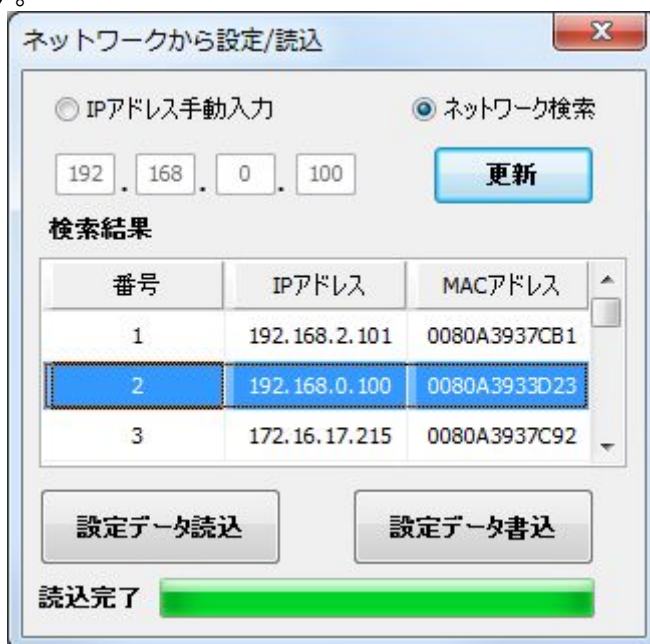 ネットワークから設定/読込
IPアドレス手動入力 ネットワーク検索
192 . 168 . 0 . 100 更新
検索結果
番号 IPアドレス MACアドレス
1 192.168.2.101 0080A3937CB1
2 192.168.0.100 0080A3933D23
3 172.16.17.215 0080A3937C92
設定データ読込 設定データ書込
読込完了